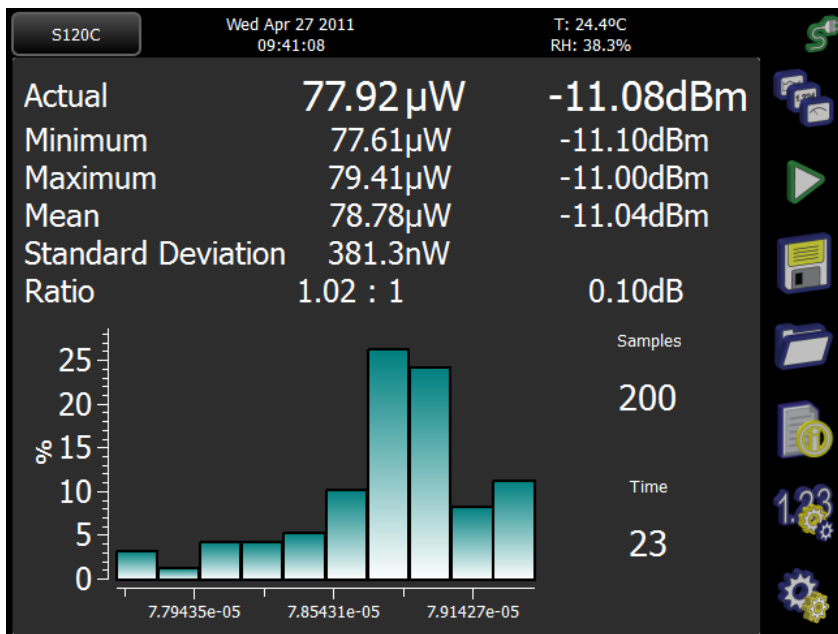 S120C
Wed Apr 27 2011
09:41:08
T: 24.4ºC
RH: 38.3%
Actual 77.92 µW -11.08dBm
Minimum 77.61µW -11.10dBm
Maximum 79.41µW -11.00dBm
Mean 78.78µW -11.04dBm
Standard Deviation 381.3nW
Ratio 1.02 : 1 0.10dB
25
20
15
10
5
0
%
7.79435e-05 7.85431e-05 7.91427e-05
Samples
200
Time
23
S
1.23